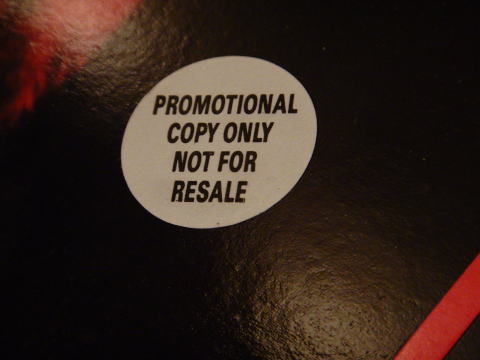 PROMOTIONAL
COPY ONLY
NOT FOR
RESALE